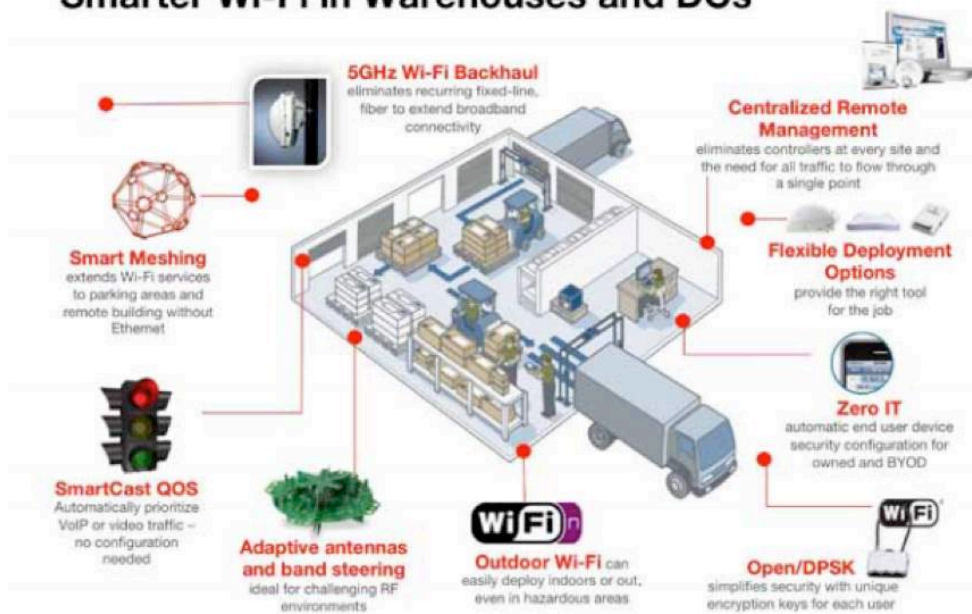 Smarter Wi-Fi in Warehouses and DCs
5GHz Wi-Fi Backhaul
eliminates recurring fixed-line,
fiber to extend broadband
connectivity
Centralized Remote
Management
eliminates controllers at every site and
the need for all traffic to flow through
a single point
Smart Meshing
extends Wi-Fi services
to parking areas and
remote building without
Ethernet
Flexible Deployment
Options
provide the right tool
for the job
Zero IT
automatic end user device
security configuration for
owned and BYOD
SmartCast QOS
Automatically prioritize
VoIP or video traffic –
no configuration
needed
Adaptive antennas
and band steering
ideal for challenging RF
environments
WiFi n
Outdoor Wi-Fi can
easily deploy indoors or out,
even in hazardous areas
WiFi
Open/DPSK
simplifies security with unique
encryption keys for each user